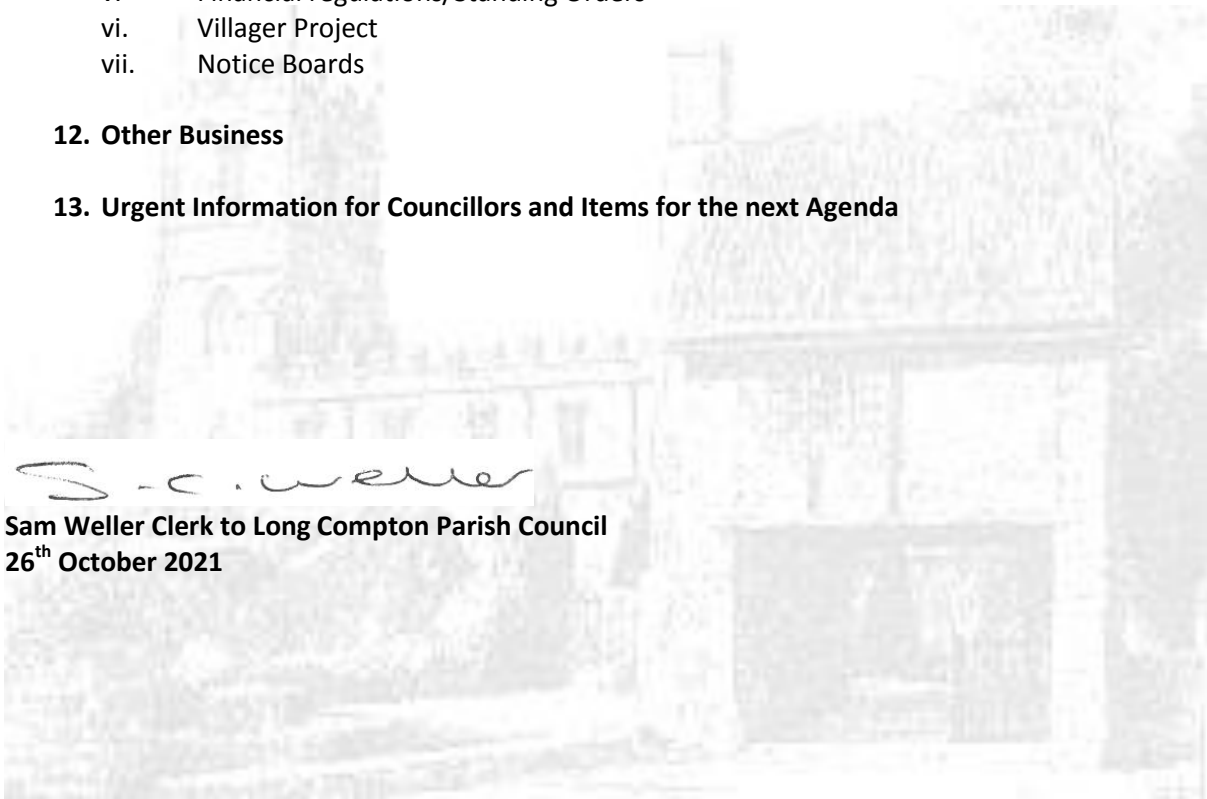 vi. Villager Project
vii. Notice Boards
12. Other Business
13. Urgent Information for Councillors and Items for the next Agenda
S.C. Weller
Sam Weller Clerk to Long Compton Parish Council
26th October 2021